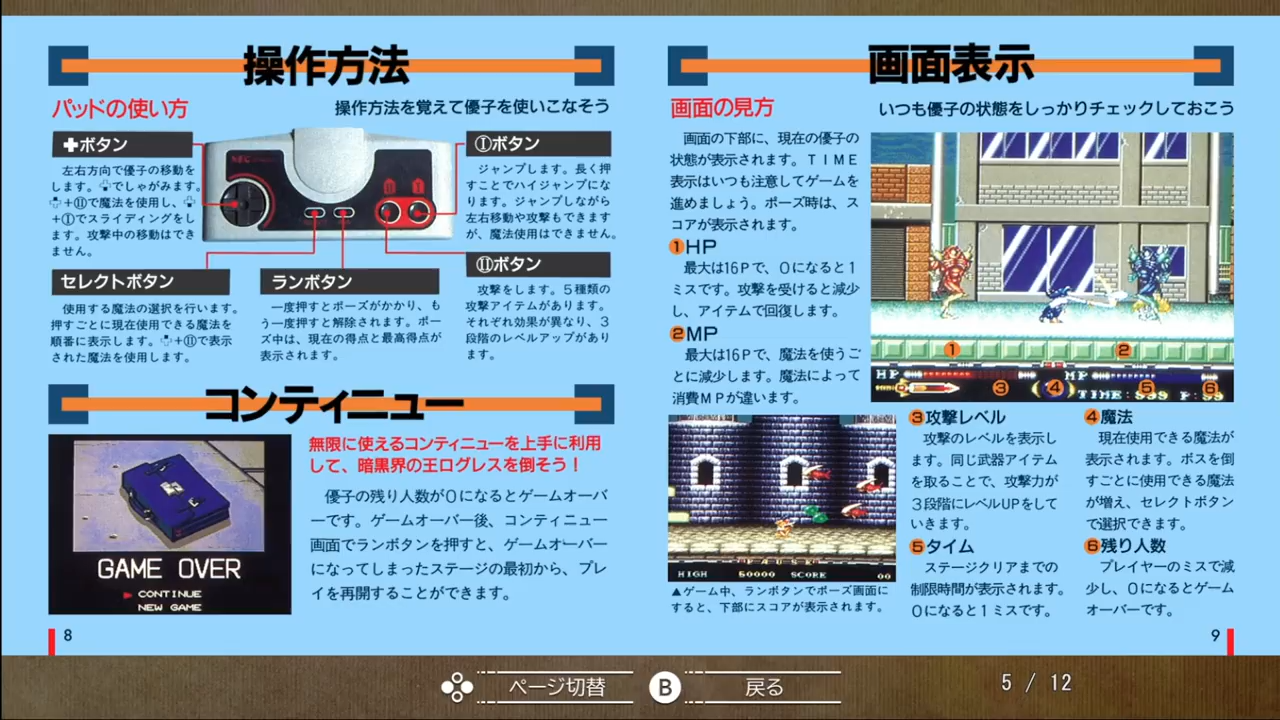 操作方法
パッドの使い方
操作方法を覚えて優子を使いこなそう
✚ボタン
左右方向で優子の移動を
します。でしゃがみます。
+Ⅱで魔法を使用し、
+Ⅰでスライディングをし
ます。攻撃中の移動はでき
ません。
NEC
Ⅱ Ⅰ
Ⅰボタン
ジャンプします。長く押
すことでハイジャンプにな
ります。ジャンプしながら
左右移動や攻撃もできます
が、魔法使用はできません。
セレクトボタン
使用する魔法の選択を行います。
押すごとに現在使用できる魔法を
順番に表示します。+Ⅱで表示
された魔法を使用します。
ランボタン
一度押すとポーズがかかり、も
う一度押すと解除されます。ポー
ズ中は、現在の得点と最高得点が
表示されます。
Ⅱボタン
攻撃をします。5種類の
攻撃アイテムがあります。
それぞれ効果が異なり、3
段階のレベルアップがあり
ます。
コンティニュー
GAME OVER
CONTINUE
NEW GAME
無限に使えるコンティニューを上手に利用
して、暗黒界の王ログレスを倒そう!
優子の残り人数が0になるとゲームオーバ
ーです。ゲームオーバー後、コンティニュー
画面でランボタンを押すと、ゲームオーバー
になってしまったステージの最初から、プレ
イを再開することができます。
8
画面表示
画面の見方
いつも優子の状態をしっかりチェックしておこう
画面の下部に、現在の優子の
状態が表示されます。TIME
表示はいつも注意してゲームを
進めましょう。ポーズ時は、ス
コアが表示されます。
❶HP
最大は16Pで、0になると1
ミスです。攻撃を受けると減少
し、アイテムで回復します。
❷MP
最大は16Pで、魔法を使うご
とに減少します。魔法によって
消費MPが違います。
❶ ❷
HP MP
❸ ❹ ❺ ❻
TIME:
HIGH 50000 SCORE 00
▲ゲーム中、ランボタンでポーズ画面に
すると、下部にスコアが表示されます。
❸攻撃レベル
攻撃のレベルを表示し
ます。同じ武器アイテム
を取ることで、攻撃力が
3段階にレベルUPをして
いきます。
❹魔法
現在使用できる魔法が
表示されます。ボスを倒
すごとに使用できる魔法
が増え、セレクトボタン
で選択できます。
❺タイム
ステージクリアまでの
制限時間が表示されます。
0になると1ミスです。
❻残り人数
プレイヤーのミスで減
少し、0になるとゲーム
オーバーです。
9
ページ切替
B
戻る
5 / 12